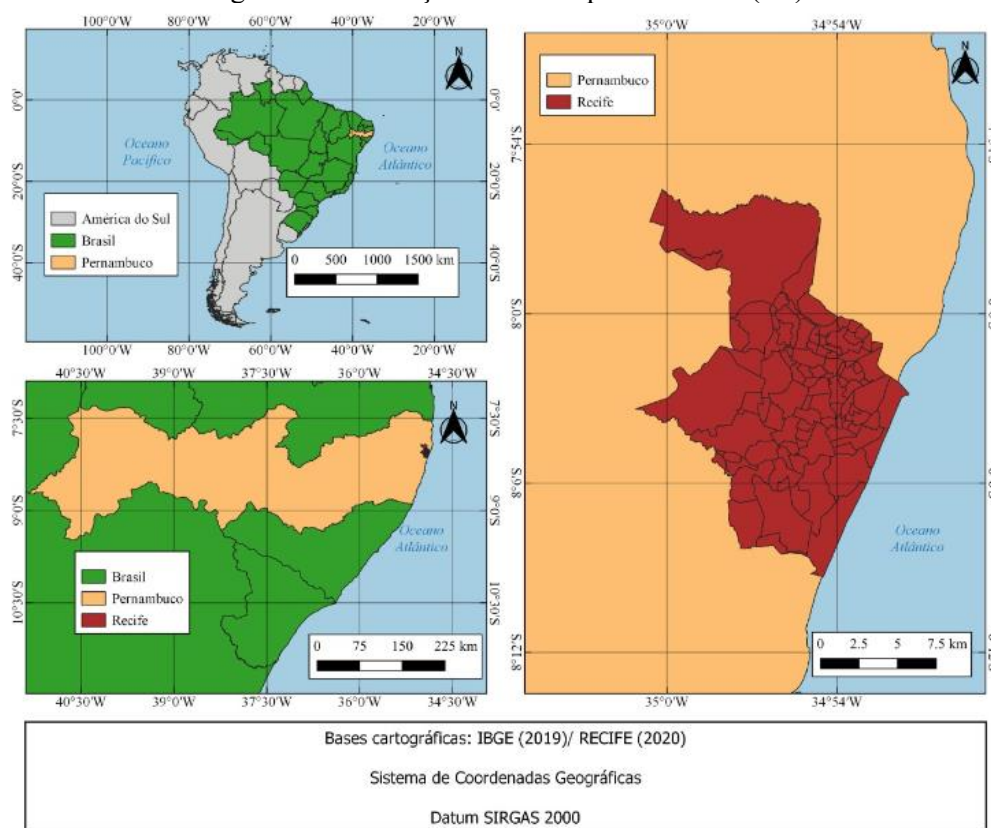 100°0'W 80°0'W 60°0'W 40°0'W 20°0'W
N
0°0'
20°0'S
40°0'S
0°0'
20°0'S
40°0'S
Oceano
Pacífico
Oceano
Atlântico
América do Sul
Brasil
Pernambuco
0 500 1000 1500 km
100°0'W 80°0'W 60°0'W 40°0'W 20°0'W
40°30'W 39°0'W 37°30'W 36°0'W 34°30'W
N
7°30'S
9°0'S
10°30'S
7°30'S
9°0'S
10°30'S
Oceano
Atlântico
Brasil
Pernambuco
Recife
0 75 150 225 km
40°30'W 39°0'W 37°30'W 36°0'W 34°30'W
35°0'W 34°54'W
N
Pernambuco
Recife
7°54'S
8°0'S
8°6'S
8°12'S
Oceano
Atlântico
0 2.5 5 7.5 km
35°0'W 34°54'W
Bases cartográficas: IBGE (2019)/ RECIFE (2020)
Sistema de Coordenadas Geográficas
Datum SIRGAS 2000